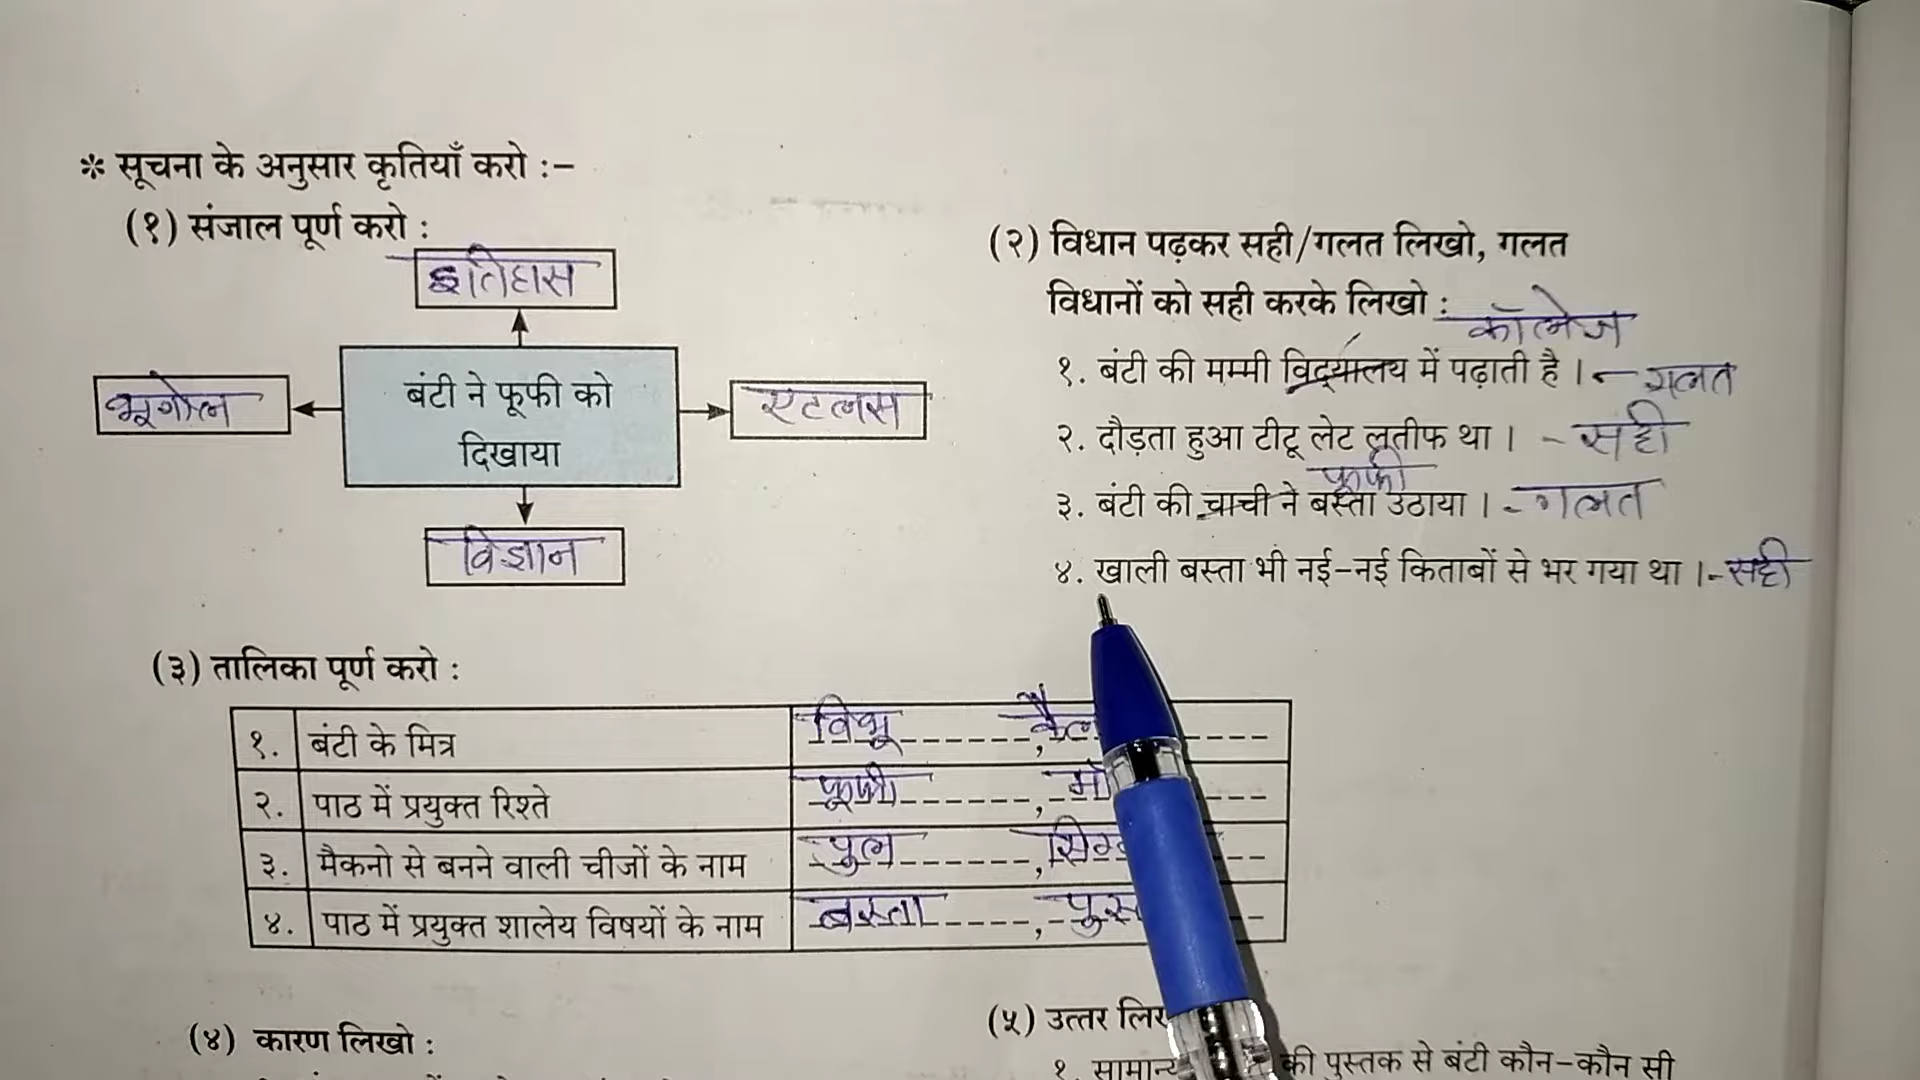 * सूचना के अनुसार कृतियाँ करो :-
(१) संजाल पूर्ण करो :
इतिहास
भूगोल
बंटी ने फूफी को
दिखाया
एटलस
विज्ञान
(२) विधान पढ़कर सही/गलत लिखो, गलत
विधानों को सही करके लिखो :
कॉलेज
१. बंटी की मम्मी विद्यालय में पढ़ाती है । - गलत
२. दौड़ता हुआ टीटू लेट लतीफ था । - सही
फूफी
३. बंटी की चाची ने बस्ता उठाया । - गलत
४. खाली बस्ता भी नई-नई किताबों से भर गया था । - सही
(३) तालिका पूर्ण करो :
१. बंटी के मित्र विभू ,
२. पाठ में प्रयुक्त रिश्ते फूफी ,
३. मैकनो से बनने वाली चीजों के नाम पुल ,
४. पाठ में प्रयुक्त शालेय विषयों के नाम बस्ता ,
(४) कारण लिखो :
(५) उत्तर
१. की पुस्तक से बंटी कौन-कौन सी